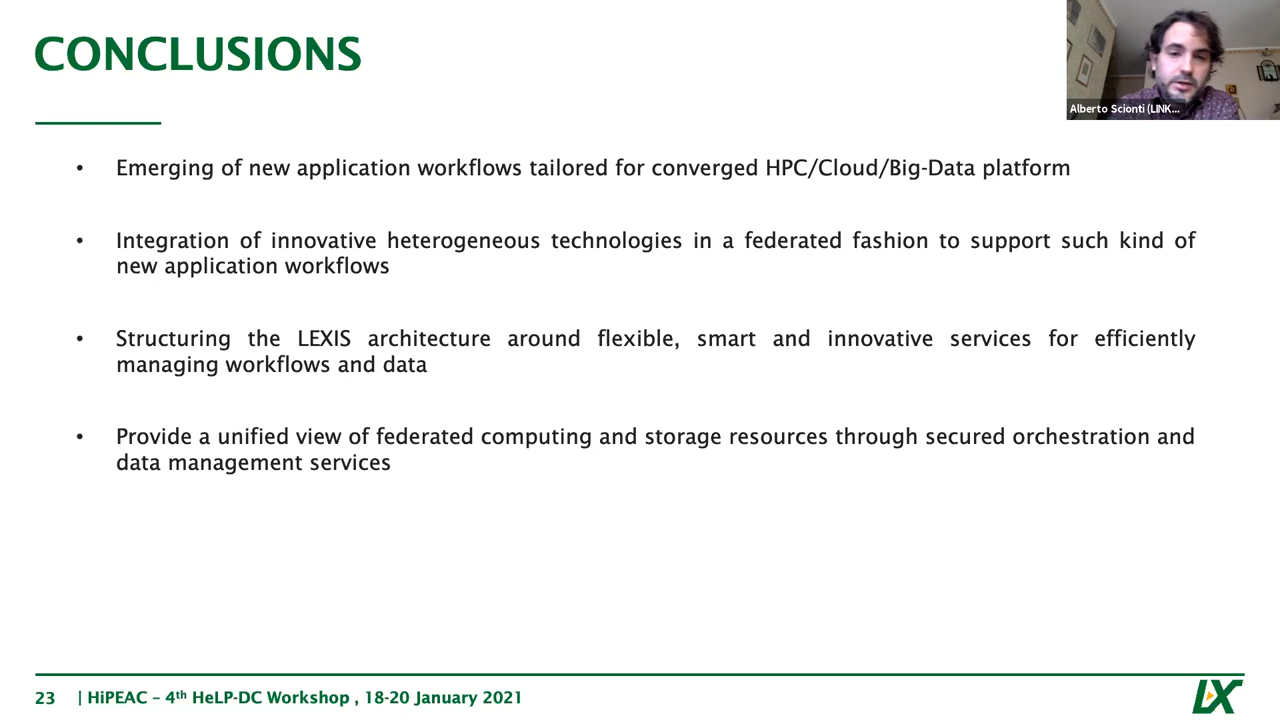 CONCLUSIONS
Alberto Scionti (LINK...
• Emerging of new application workflows tailored for converged HPC/Cloud/Big-Data platform
• Integration of innovative heterogeneous technologies in a federated fashion to support such kind of
new application workflows
• Structuring the LEXIS architecture around flexible, smart and innovative services for efficiently
managing workflows and data
• Provide a unified view of federated computing and storage resources through secured orchestration and
data management services
23 | HiPEAC – 4th HeLP-DC Workshop , 18-20 January 2021
LX